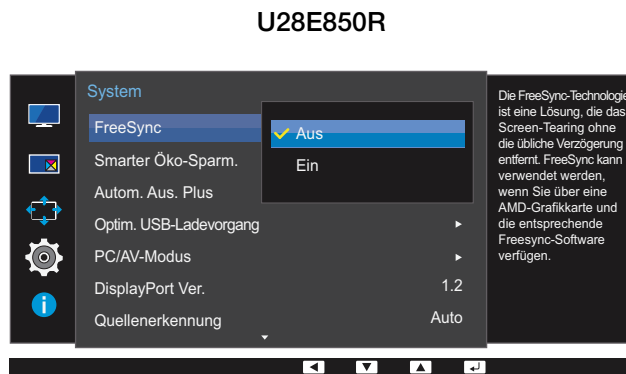 U28E850R
System
FreeSync
Aus
Ein
Smarter Öko-Sparm.
Autom. Aus. Plus
Optim. USB-Ladevorgang
PC/AV-Modus
DisplayPort Ver. 1.2
Quellenerkennung Auto
Die FreeSync-Technologie
ist eine Lösung, die das
Screen-Tearing ohne
die übliche Verzögerung
entfernt. FreeSync kann
verwendet werden,
wenn Sie über eine
AMD-Grafikkarte und
die entsprechende
Freesync-Software
verfügen.